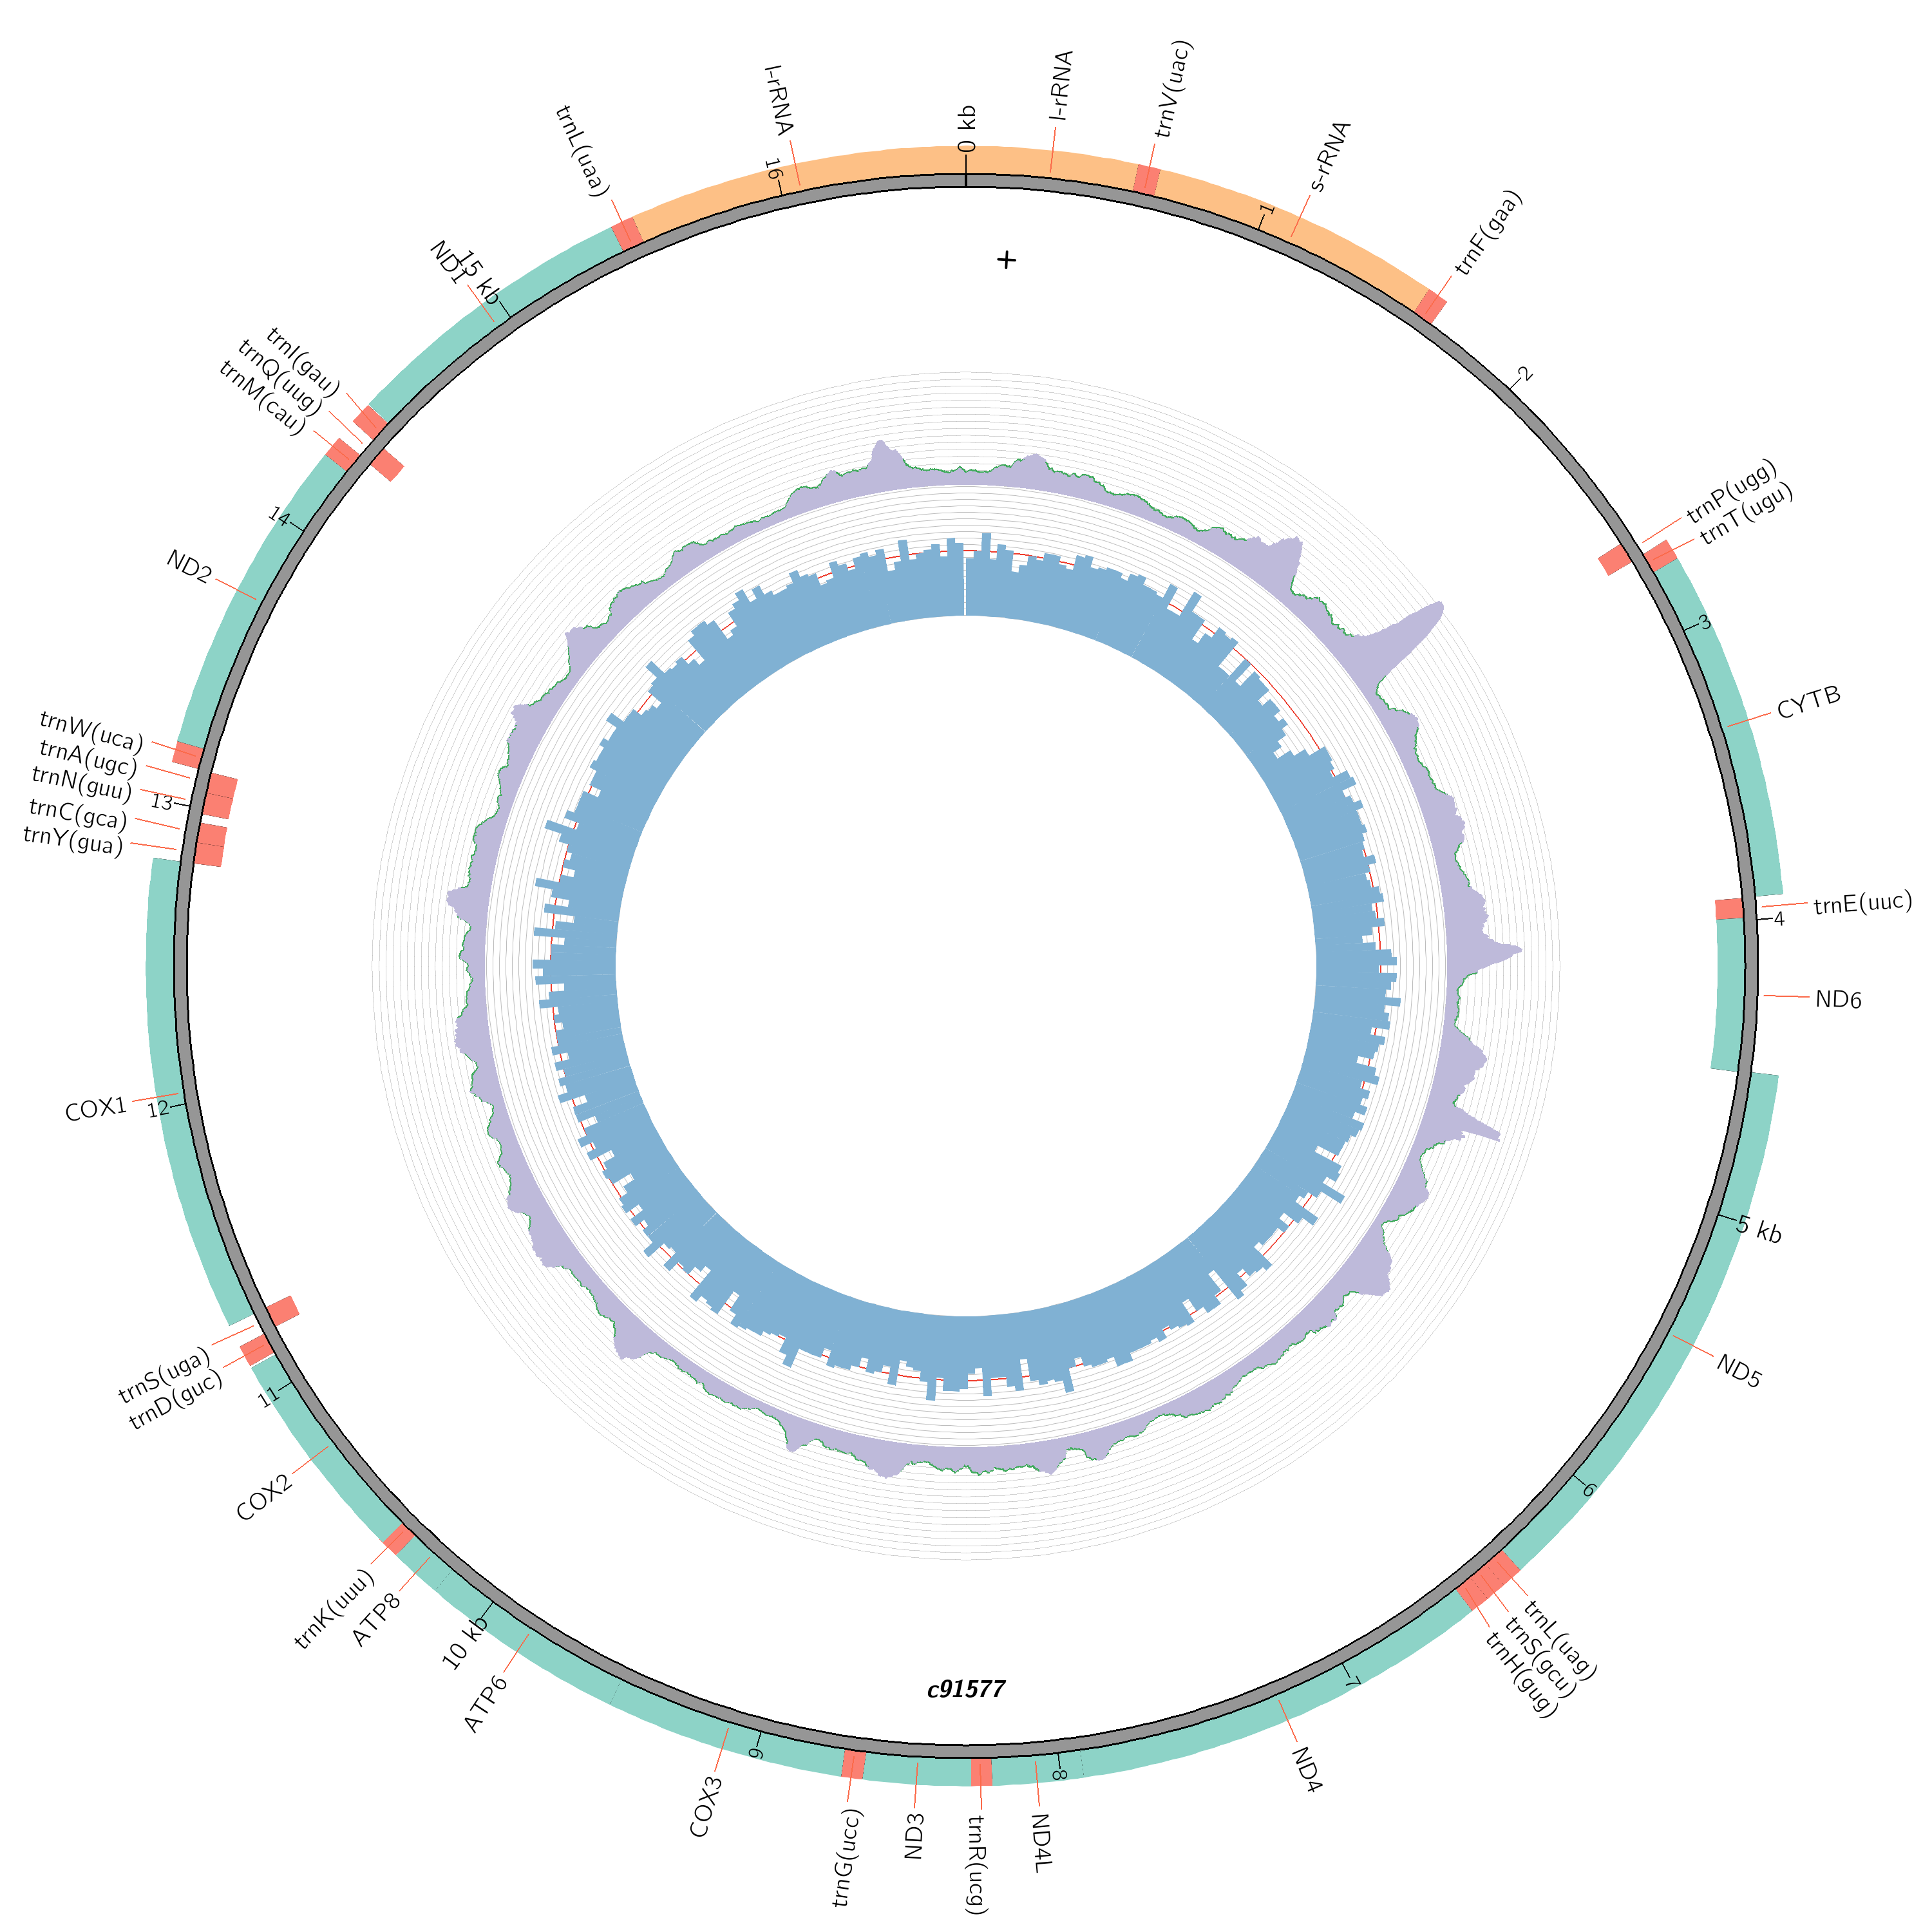 0 kb
l-rRNA
trnV(uac)
1
s-rRNA
trnF(gaa)
2
trnP(ugg)
trnT(ugu)
3
CYTB
trnE(uuc)
4
ND6
5 kb
ND5
6
trnL(uag)
trnS(gcu)
trnH(gug)
7
ND4
8
ND4L
trnR(ucg)
ND3
trnG(ucc)
9
COX3
ATP6
10 kb
ATP8
trnK(uuu)
COX2
11
trnD(guc)
trnS(uga)
12
COX1
trnY(gua)
trnC(gca)
13
trnN(guu)
trnA(ugc)
trnW(uca)
ND2
14
trnM(cau)
trnQ(uug)
trnI(gau)
ND1
15 kb
trnL(uaa)
16
l-rRNA
+
c91577